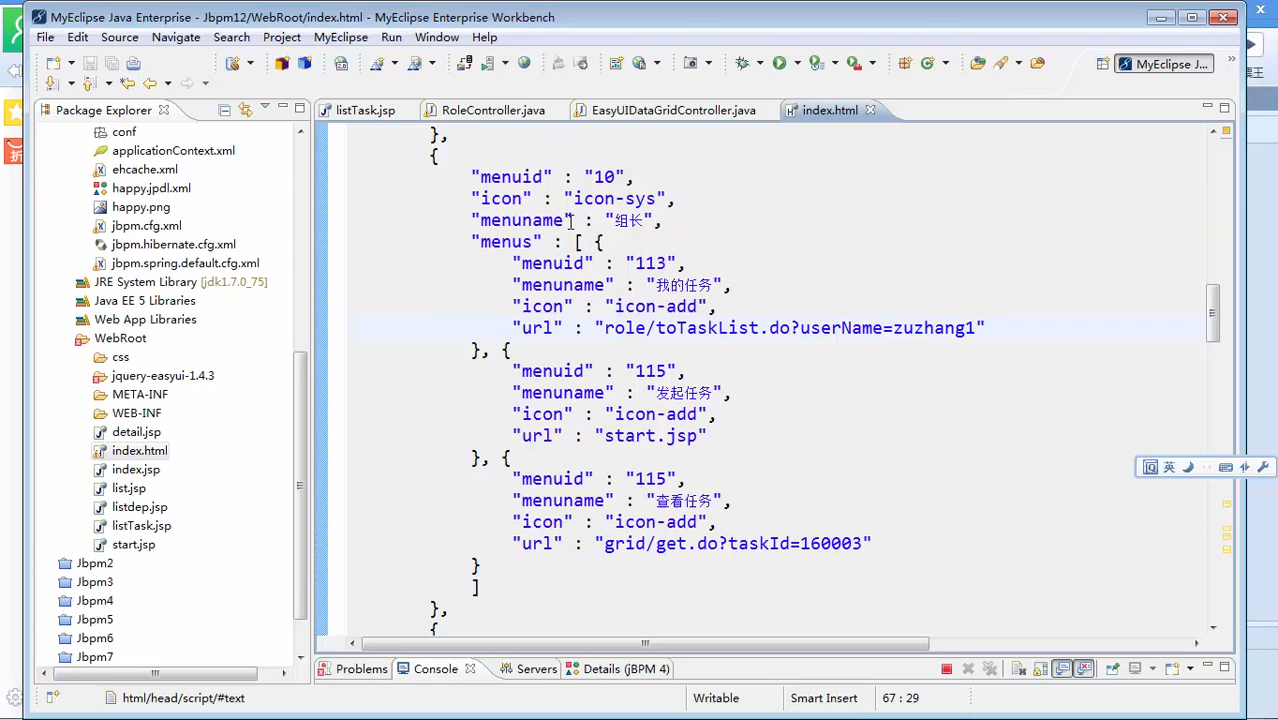 MyEclipse Java Enterprise - Jbpm12/WebRoot/index.html - MyEclipse Enterprise Workbench
File Edit Source Navigate Search Project MyEclipse Run Window Help
MyEclipse J...
Package Explorer
listTask.jsp RoleController.java EasyUIDataGridController.java index.html
conf
applicationContext.xml
ehcache.xml
happy.jpdl.xml
happy.png
jbpm.cfg.xml
jbpm.hibernate.cfg.xml
jbpm.spring.default.cfg.xml
JRE System Library [jdk1.7.0_75]
Java EE 5 Libraries
Web App Libraries
WebRoot
css
jquery-easyui-1.4.3
META-INF
WEB-INF
detail.jsp
index.html
index.jsp
list.jsp
listdep.jsp
listTask.jsp
start.jsp
Jbpm2
Jbpm3
Jbpm4
Jbpm5
Jbpm6
Jbpm7
},
{
"menuid" : "10",
"icon" : "icon-sys",
"menuname" : "组长",
"menus" : [ {
"menuid" : "113",
"menuname" : "我的任务",
"icon" : "icon-add",
"url" : "role/toTaskList.do?userName=zuzhang1"
}, {
"menuid" : "115",
"menuname" : "发起任务",
"icon" : "icon-add",
"url" : "start.jsp"
}, {
"menuid" : "115",
"menuname" : "查看任务",
"icon" : "icon-add",
"url" : "grid/get.do?taskId=160003"
}
]
},
{
英
Problems Console Servers Details (jBPM 4)
html/head/script/#text Writable Smart Insert 67 : 29